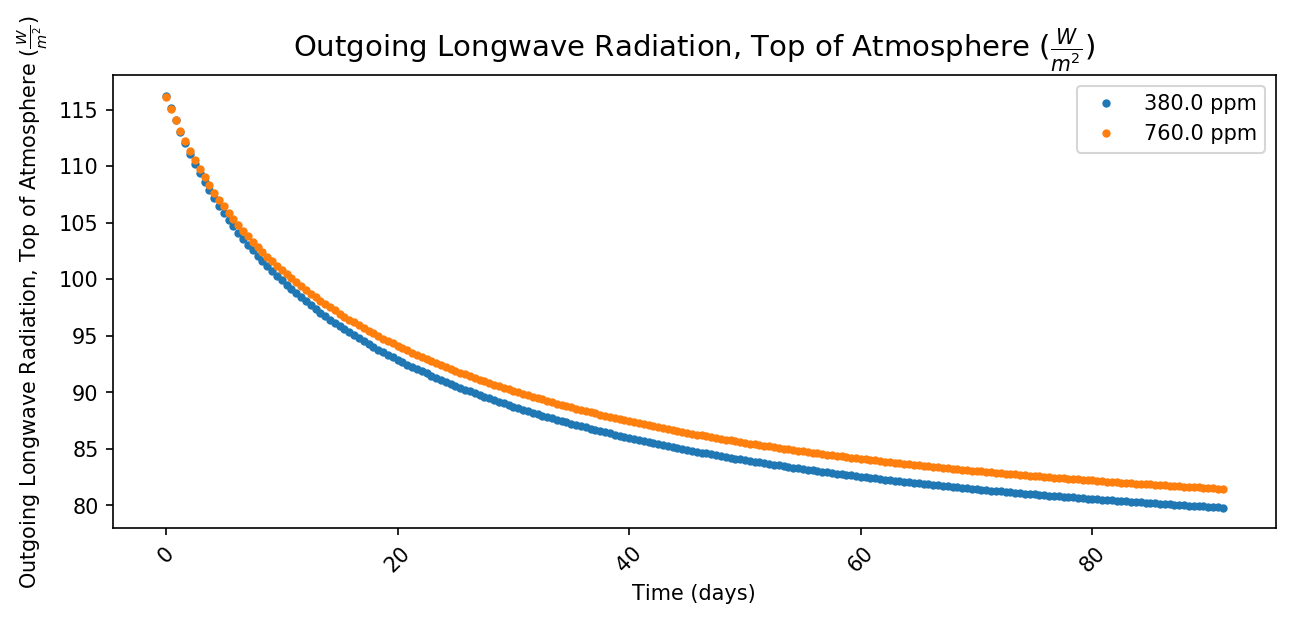 Outgoing Longwave Radiation, Top of Atmosphere (W/m²)
Outgoing Longwave Radiation, Top of Atmosphere (W/m²)
380.0 ppm
760.0 ppm
115
110
105
100
95
90
85
80
0
20
40
60
80
Time (days)